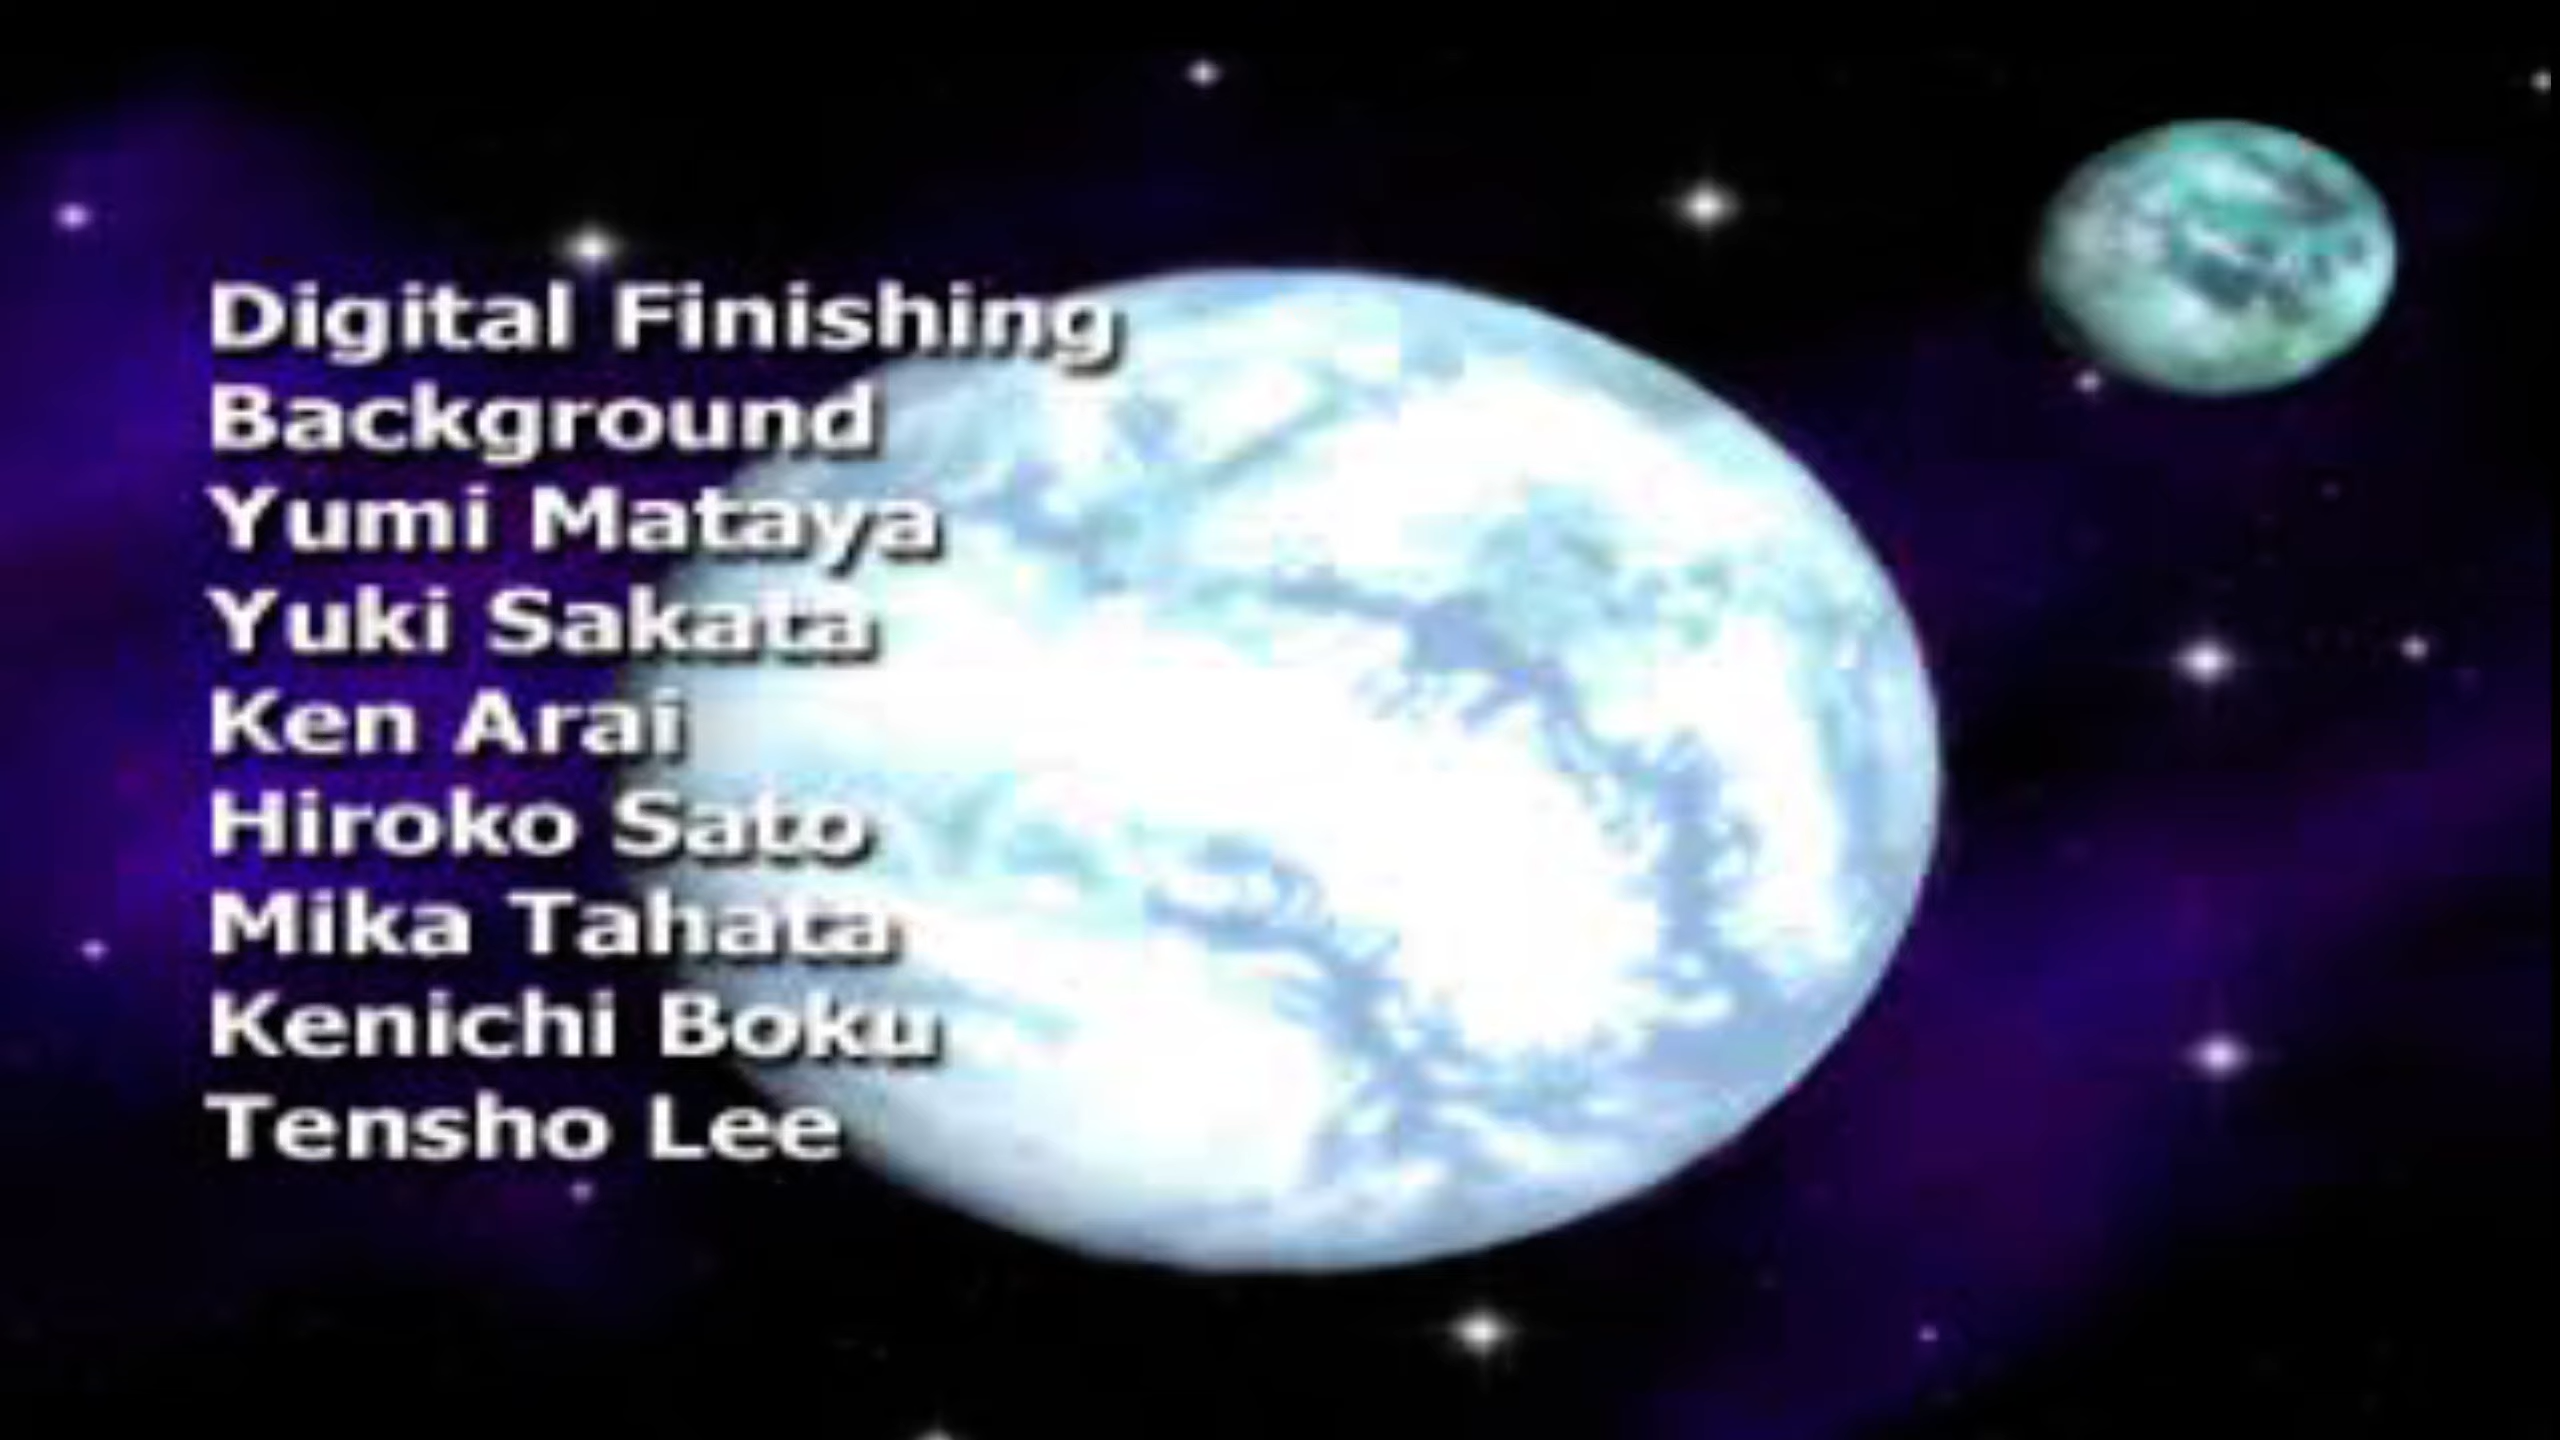 Digital Finishing
Background
Yumi Mataya
Yuki Sakata
Ken Arai
Hiroko Sato
Mika Tahata
Kenichi Boku
Tensho Lee